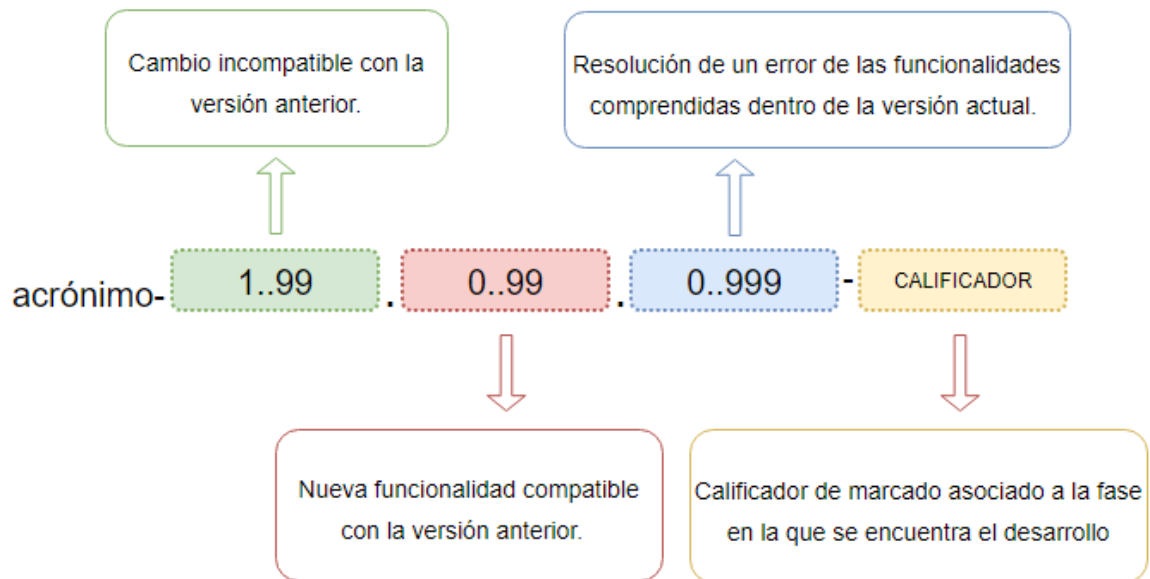 Cambio incompatible con la
versión anterior.
Resolución de un error de las funcionalidades
comprendidas dentro de la versión actual.
acrónimo- 1..99 . 0..99 . 0..999 - CALIFICADOR
Nueva funcionalidad compatible
con la versión anterior.
Calificador de marcado asociado a la fase
en la que se encuentra el desarrollo